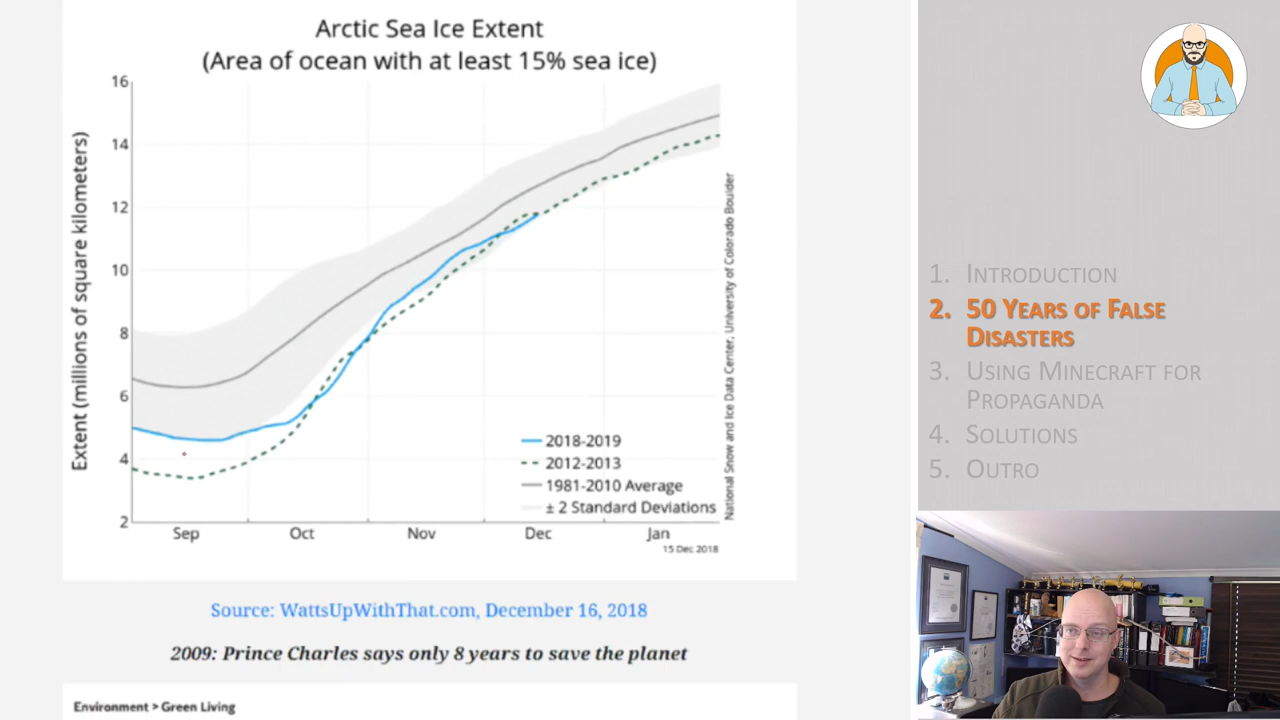 Arctic Sea Ice Extent
(Area of ocean with at least 15% sea ice)
16
14
12
10
8
6
4
2
Extent (millions of square kilometers)
Sep
Oct
Nov
Dec
Jan
15 Dec 2018
2018-2019
2012-2013
1981-2010 Average
± 2 Standard Deviations
National Snow and Ice Data Center, University of Colorado Boulder
Source: WattsUpWithThat.com, December 16, 2018
2009: Prince Charles says only 8 years to save the planet
Environment > Green Living
1. Introduction
2. 50 Years of False
Disasters
3. Using Minecraft for
Propaganda
4. Solutions
5. Outro